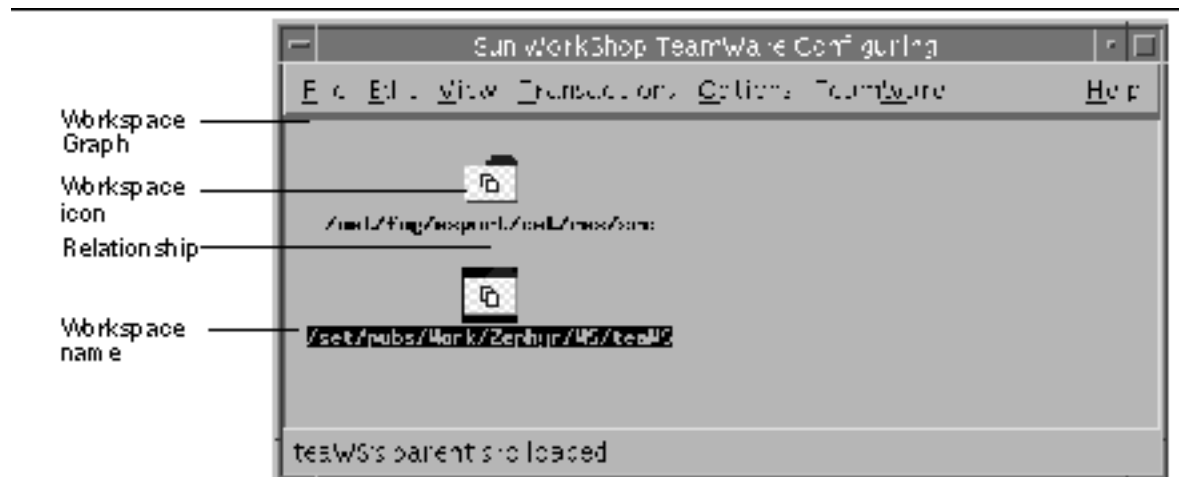 Sun WorkShop TeamWare Configuring
File Edit View Transactions Options TeamWare Help
Workspace
Graph
Workspace
icon
Relationship
Workspace
name
/set/pubs/Work/Zephyr/WS/teaWS
teaWS's parent src loaded